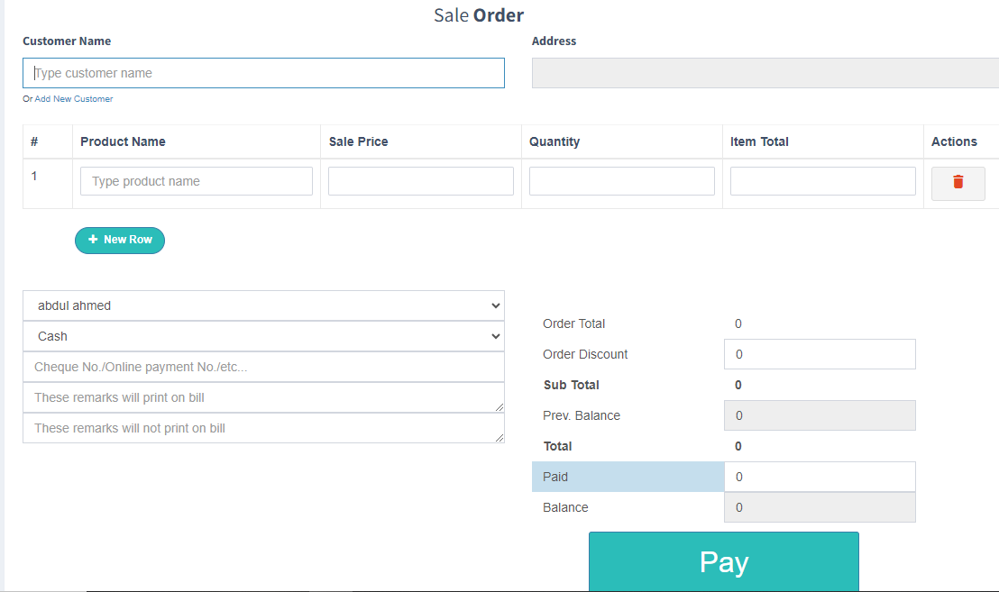 Sale Order
Customer Name
Address
Type customer name
Or Add New Customer
# Product Name Sale Price Quantity Item Total Actions
1 Type product name
+ New Row
abdul ahmed
Cash
Cheque No./Online payment No./etc...
These remarks will print on bill
These remarks will not print on bill
Order Total 0
Order Discount 0
Sub Total 0
Prev. Balance 0
Total 0
Paid 0
Balance 0
Pay